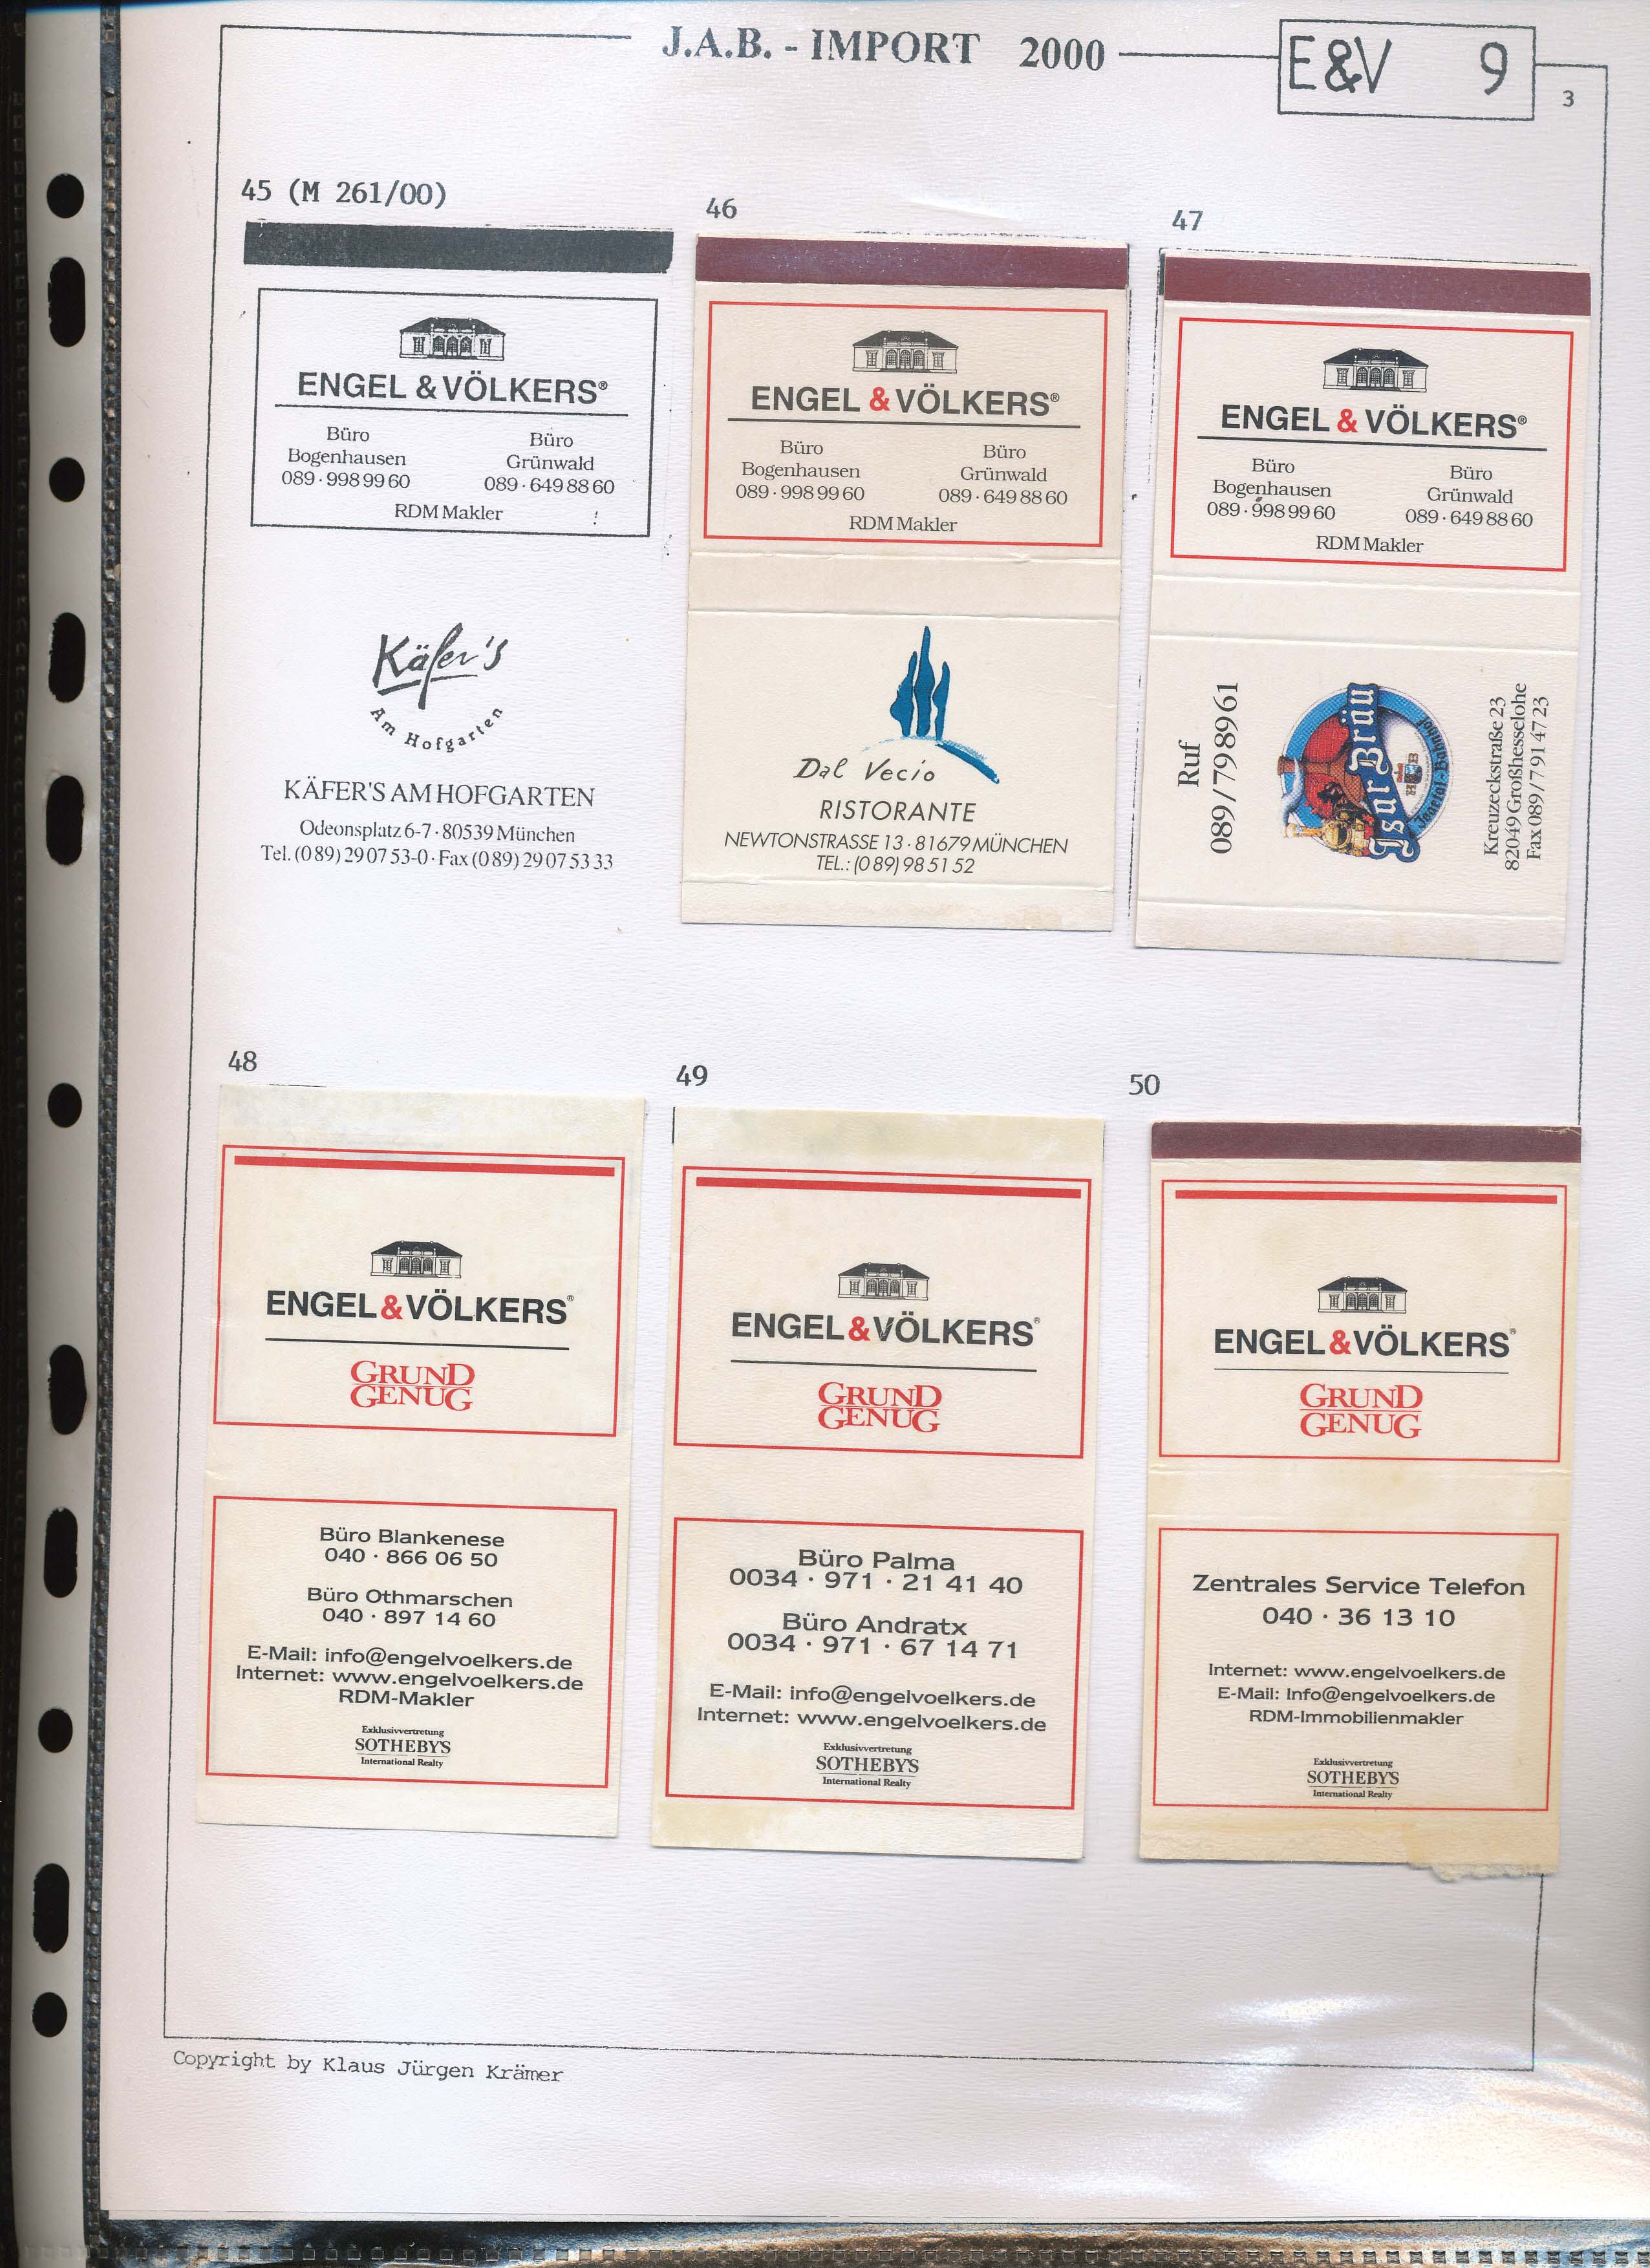 J.A.B. - IMPORT 2000
E&V 9
3
45 (M 261/00)
ENGEL & VÖLKERS®
Büro
Bogenhausen
089 · 998 99 60
Büro
Grünwald
089 · 649 88 60
RDM Makler
Käfer's
Am Hofgarten
KÄFER'S AM HOFGARTEN
Odeonsplatz 6-7 · 80539 München
Tel. (0 89) 29 07 53-0 · Fax (0 89) 29 07 53 33
46
ENGEL & VÖLKERS®
Büro
Bogenhausen
089 · 998 99 60
Büro
Grünwald
089 · 649 88 60
RDM Makler
Dal Vecio
RISTORANTE
NEWTONSTRASSE 13 · 81679 MÜNCHEN
TEL.: (0 89) 98 51 52
47
ENGEL & VÖLKERS®
Büro
Bogenhausen
089 · 998 99 60
Büro
Grünwald
089 · 649 88 60
RDM Makler
Ruf
089/798961
Isar Bräu
Isartal-Bahnhof
Kreuzeckstraße 23
82049 Großhesselohe
Fax 089/7 91 47 23
48
ENGEL&VÖLKERS®
GRUND
GENUG
Büro Blankenese
040 · 866 06 50
Büro Othmarschen
040 · 897 14 60
E-Mail: info@engelvoelkers.de
Internet: www.engelvoelkers.de
RDM-Makler
Exklusivvertretung
SOTHEBY'S
International Realty
49
ENGEL&VÖLKERS®
GRUND
GENUG
Büro Palma
0034 · 971 · 21 41 40
Büro Andratx
0034 · 971 · 67 14 71
E-Mail: info@engelvoelkers.de
Internet: www.engelvoelkers.de
Exklusivvertretung
SOTHEBY'S
International Realty
50
ENGEL&VÖLKERS®
GRUND
GENUG
Zentrales Service Telefon
040 · 36 13 10
Internet: www.engelvoelkers.de
E-Mail: Info@engelvoelkers.de
RDM-Immobilienmakler
Exklusivvertretung
SOTHEBY'S
International Realty
Copyright by Klaus Jürgen Krämer